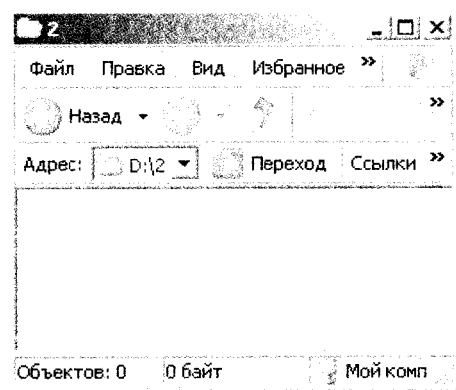 2
Файл Правка Вид Избранное »
Назад »
Адрес: D:\2 Переход Ссылки »
Объектов: 0 0 байт Мой комп